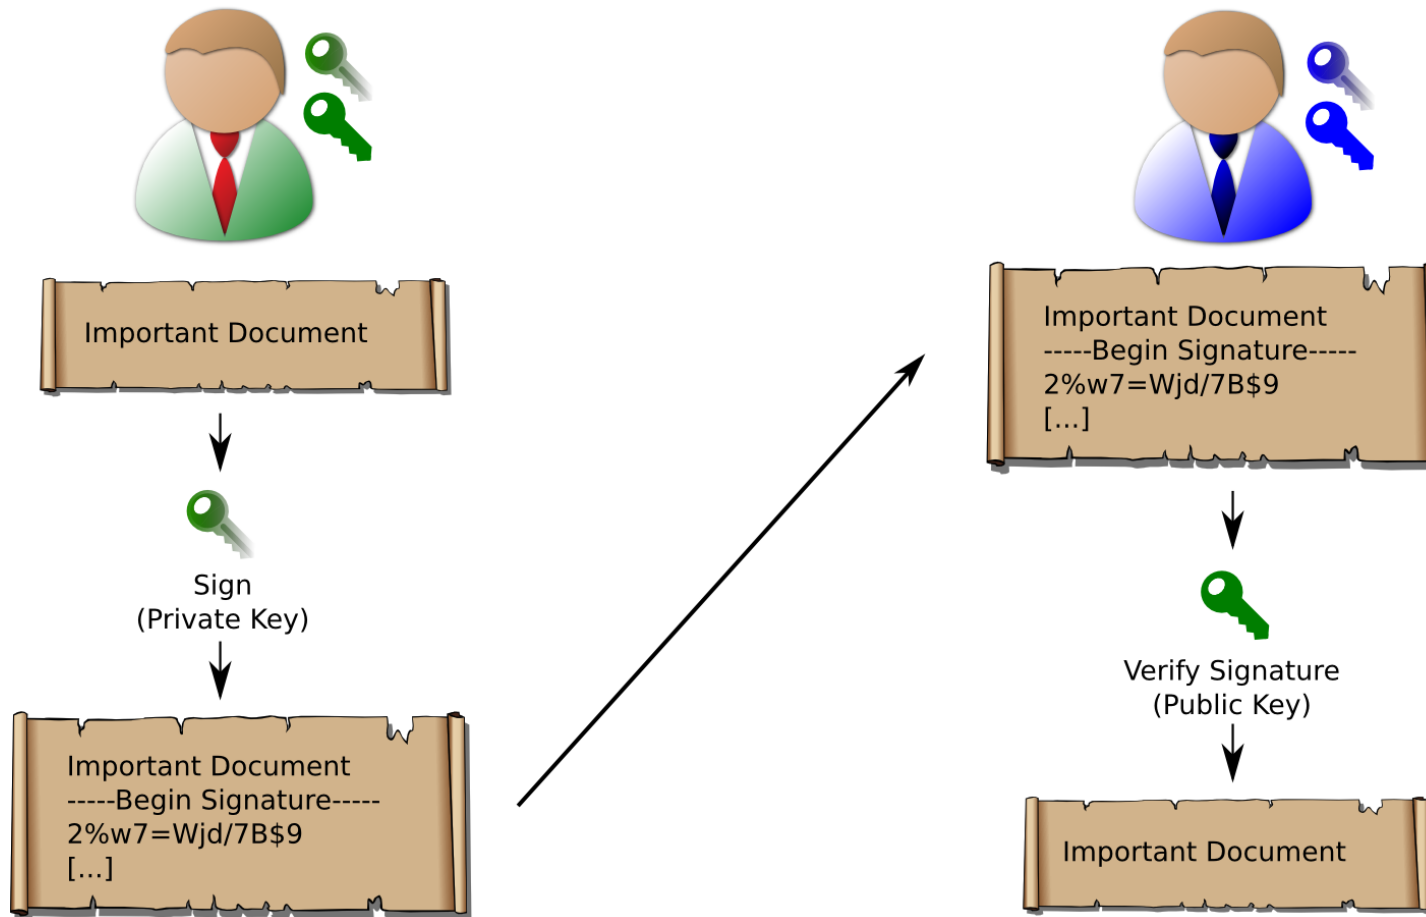 Important Document
Sign
(Private Key)
Important Document
-----Begin Signature-----
2%w7=Wjd/7B$9
[...]
Important Document
-----Begin Signature-----
2%w7=Wjd/7B$9
[...]
Verify Signature
(Public Key)
Important Document